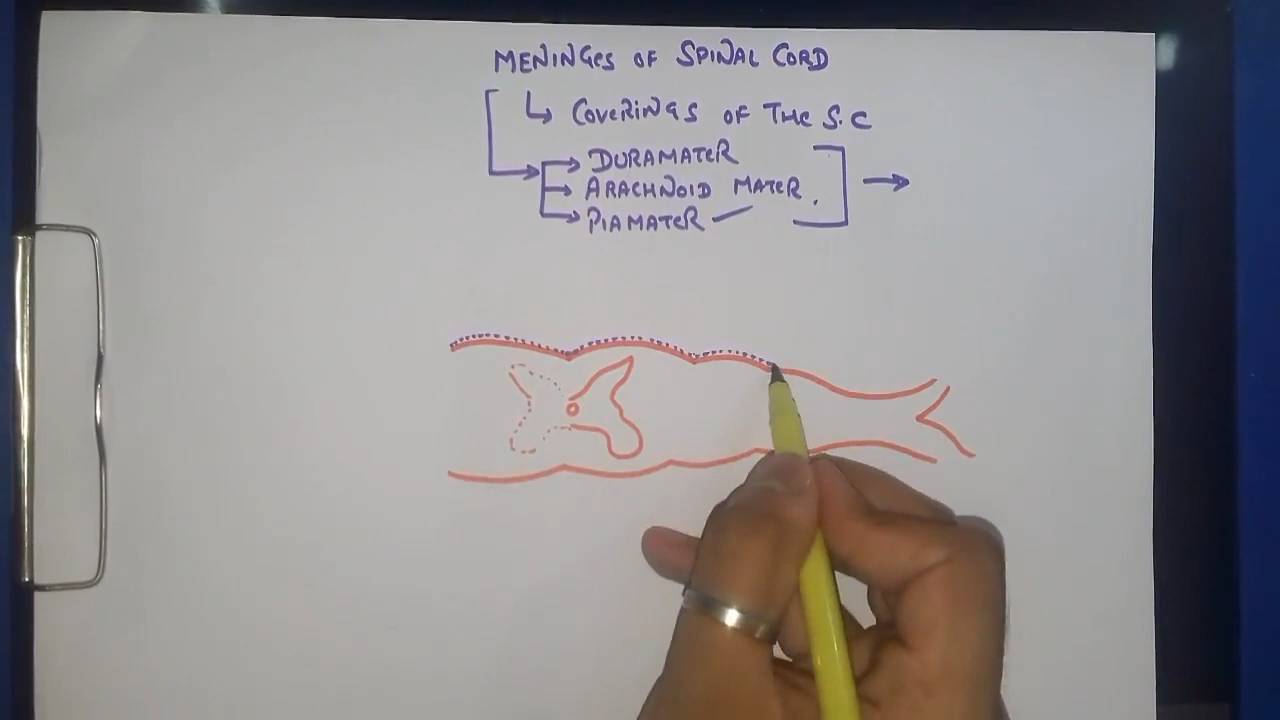 MENINGES OF SPINAL CORD
↳ COVERINGS OF THE S.C
→ DURAMATER
→ ARACHNOID MATER.
→ PIAMATER